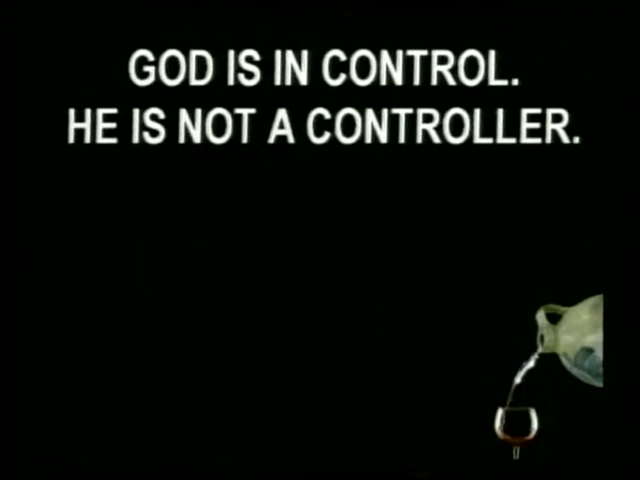 GOD IS IN CONTROL.
HE IS NOT A CONTROLLER.